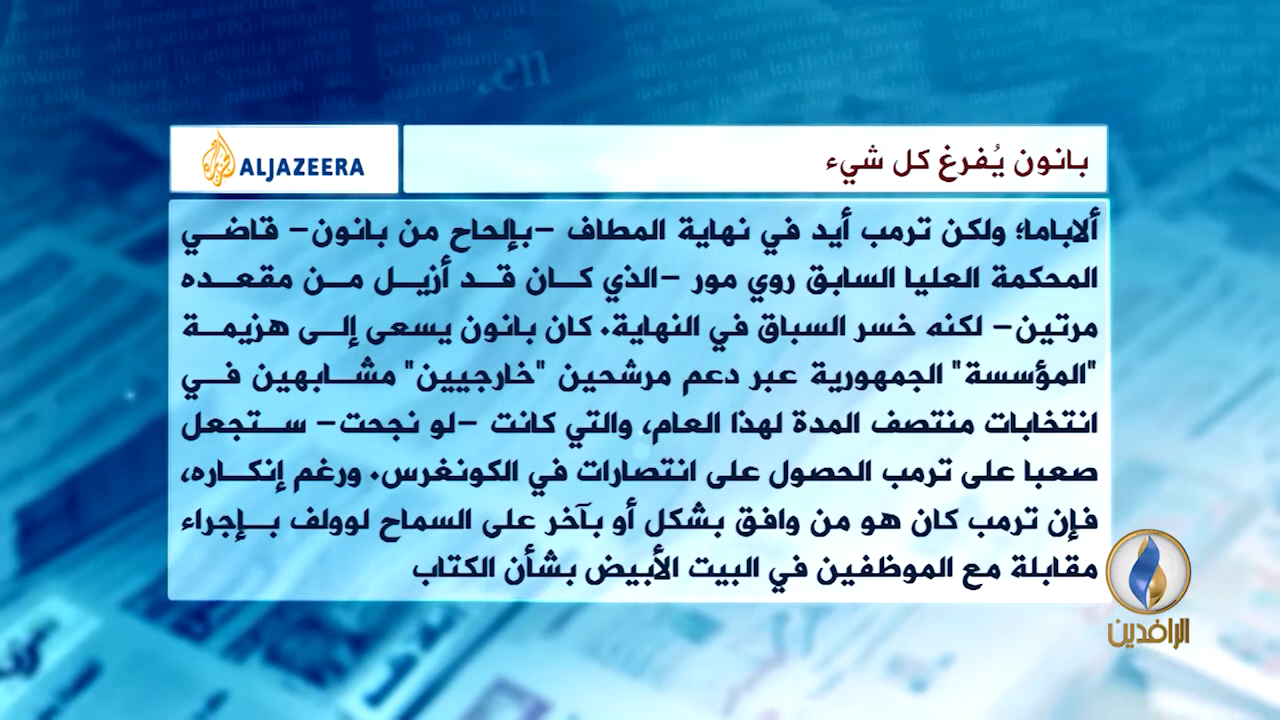 ALJAZEERA
بانون يُفرغ كل شيء
ألاباما؛ ولكن ترمب أيد في نهاية المطاف –بإلحاح من بانون– قاضي
المحكمة العليا السابق روي مور –الذي كان قد أزيل من مقعده
مرتين– لكنه خسر السباق في النهاية. كان بانون يسعى إلى هزيمة
"المؤسسة" الجمهورية عبر دعم مرشحين "خارجيين" مشابهين في
انتخابات منتصف المدة لهذا العام، والتي كانت –لو نجحت– ستجعل
صعبا على ترمب الحصول على انتصارات في الكونغرس. ورغم إنكاره،
فإن ترمب كان هو من وافق بشكل أو بآخر على السماح لوولف بإجراء
مقابلة مع الموظفين في البيت الأبيض بشأن الكتاب
الرافدين